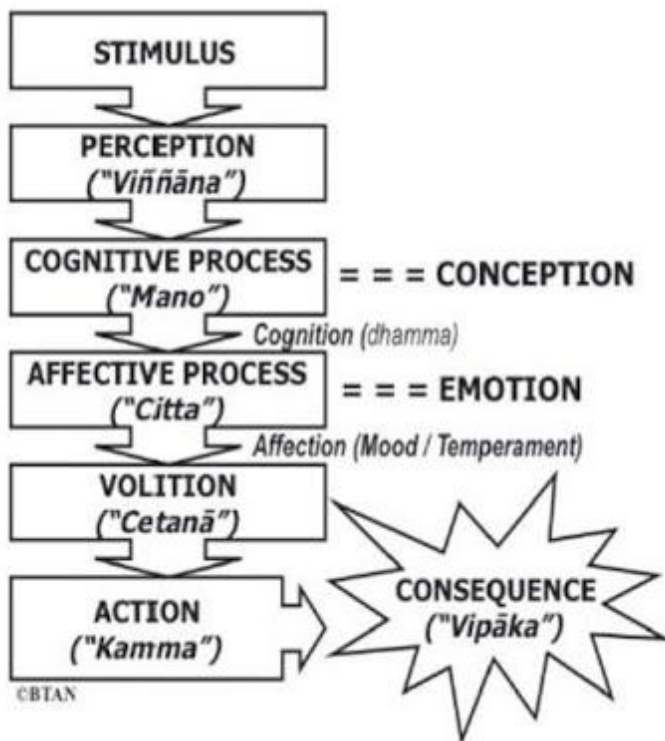 STIMULUS
PERCEPTION
("Viññāna")
COGNITIVE PROCESS = = = CONCEPTION
("Mano")
Cognition (dhamma)
AFFECTIVE PROCESS = = = EMOTION
("Citta")
Affection (Mood / Temperament)
VOLITION
("Cetanā")
ACTION
("Kamma")
CONSEQUENCE
("Vipāka")
©BTAN